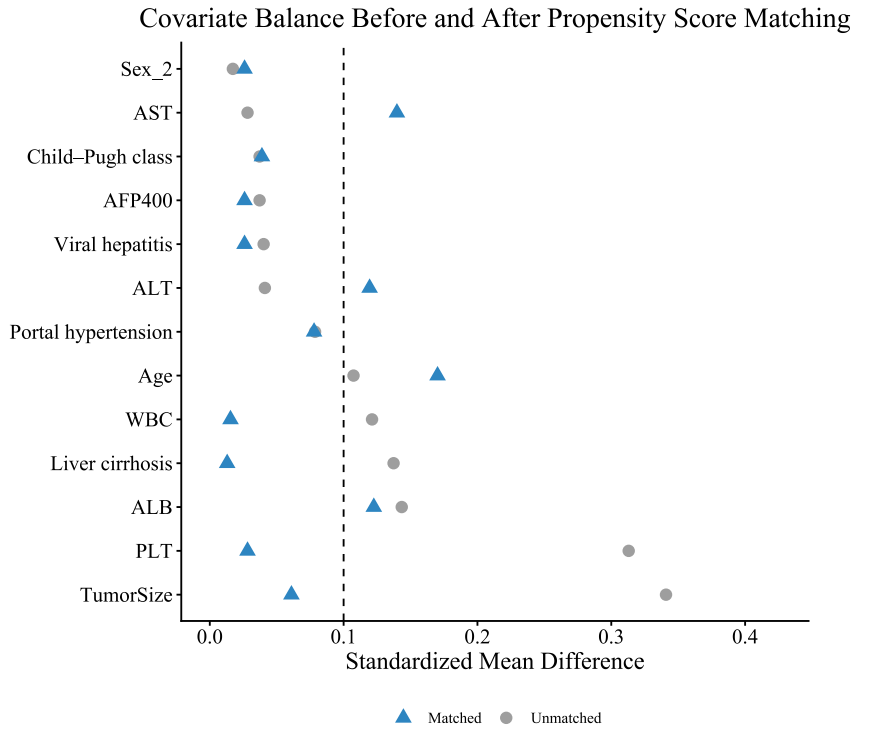 Covariate Balance Before and After Propensity Score Matching
Sex_2
AST
Child–Pugh class
AFP400
Viral hepatitis
ALT
Portal hypertension
Age
WBC
Liver cirrhosis
ALB
PLT
TumorSize
0.0 0.1 0.2 0.3 0.4
Standardized Mean Difference
Matched Unmatched